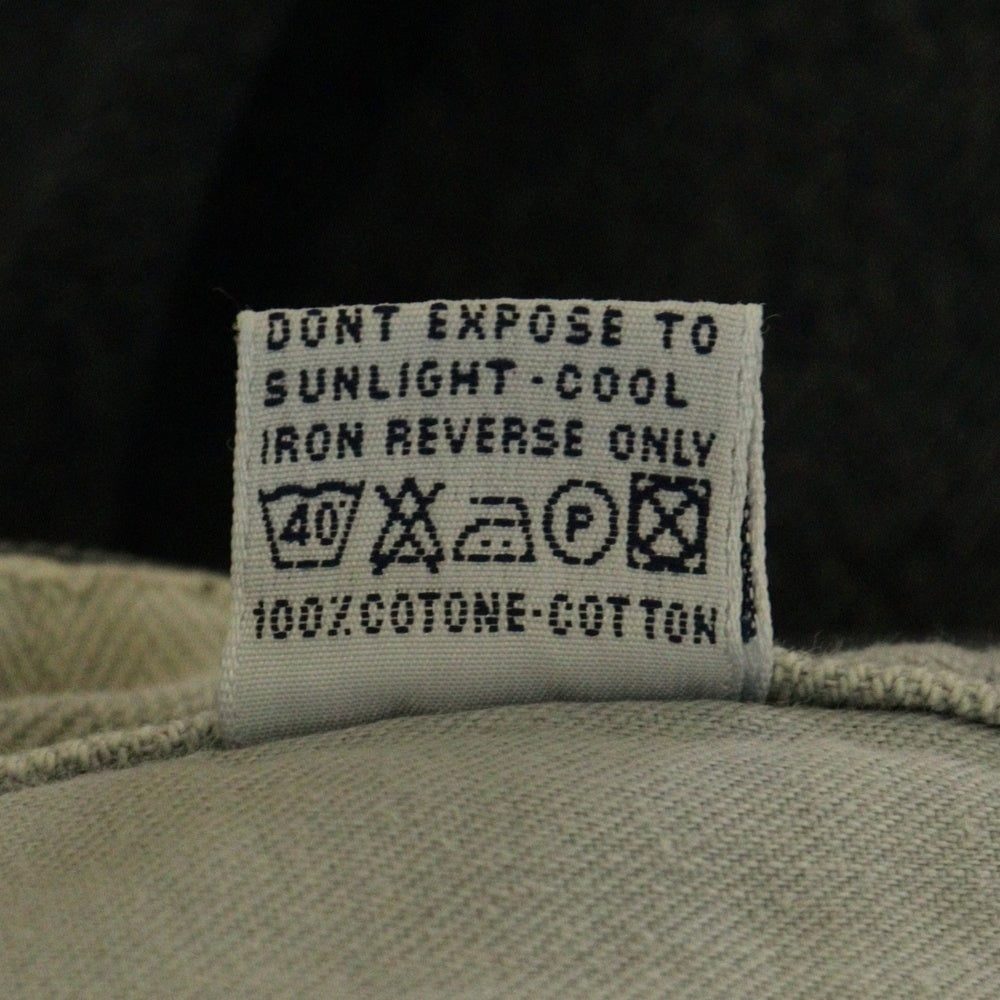 DONT EXPOSE TO
SUNLIGHT - COOL
IRON REVERSE ONLY
40° P
100% COTONE-COTTON